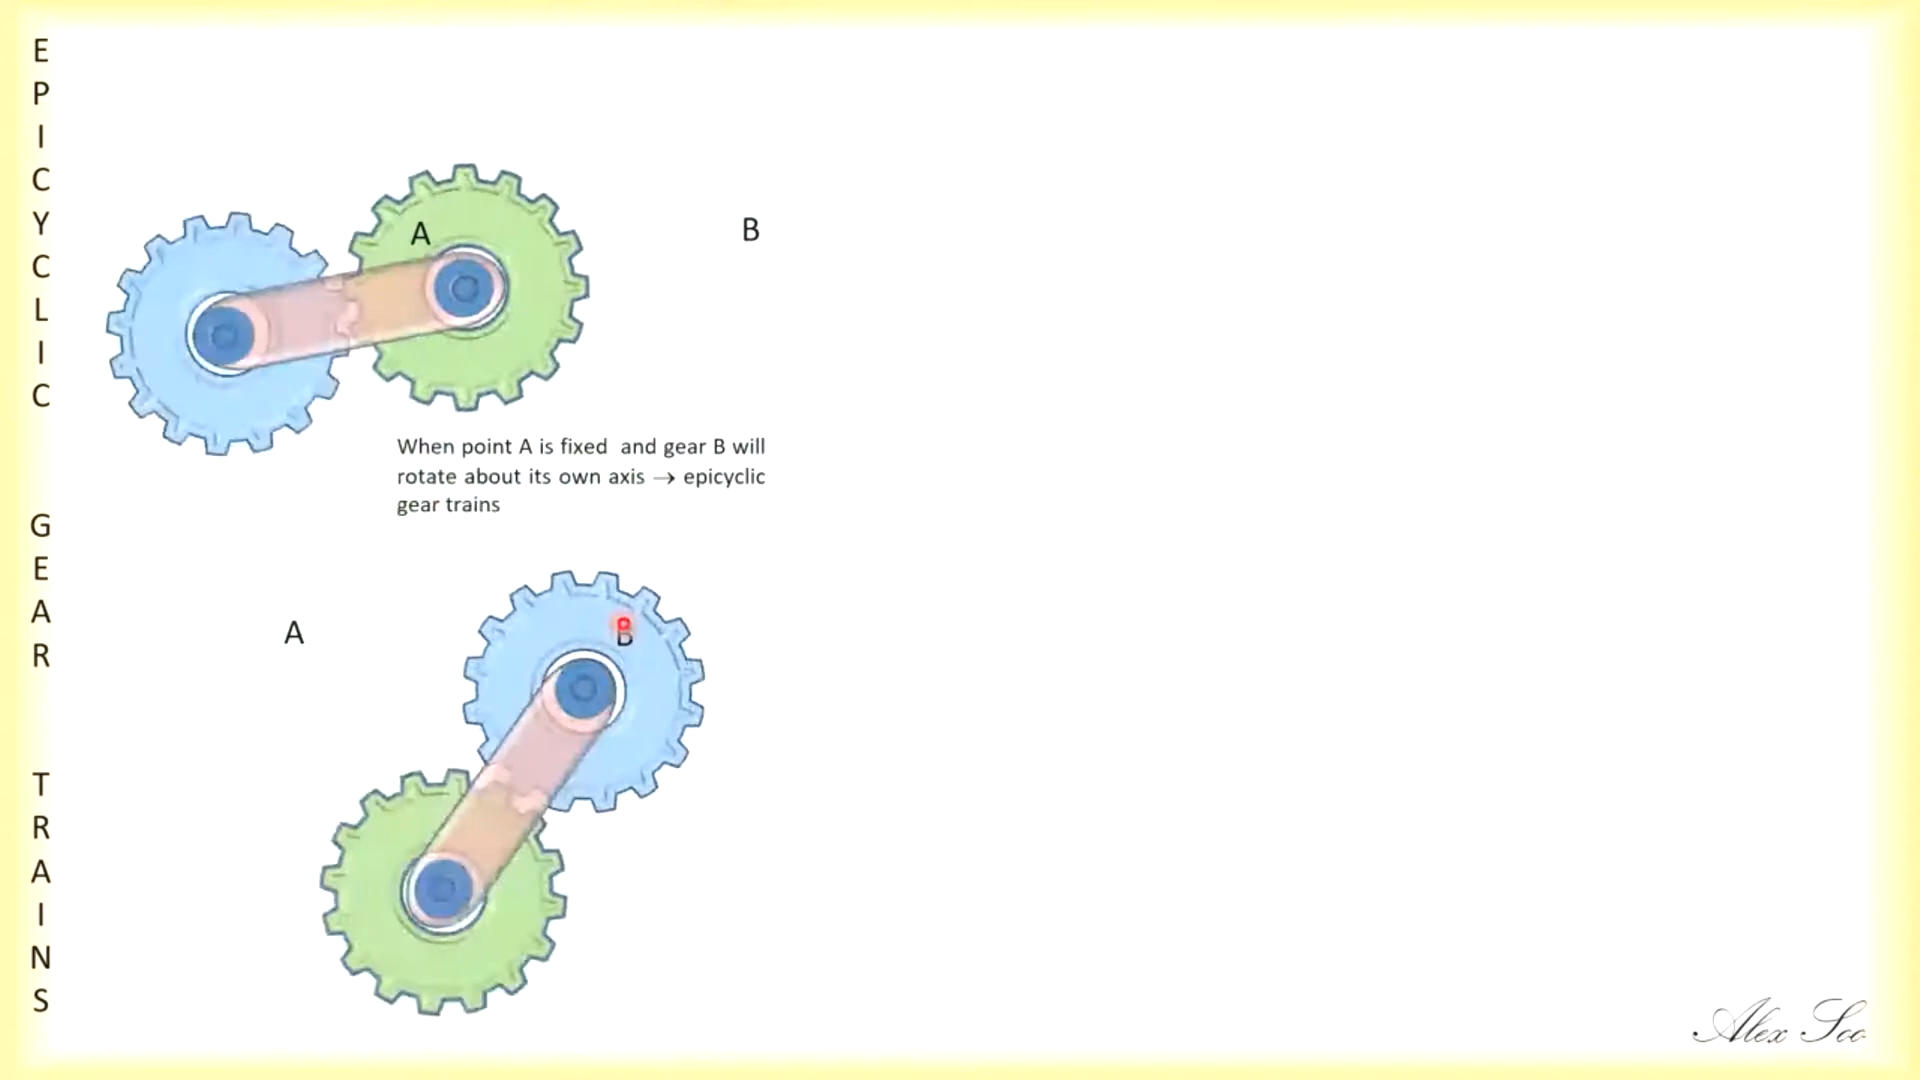 EPICYCLIC GEAR TRAINS
A
B
When point A is fixed and gear B will
rotate about its own axis → epicyclic
gear trains
A
B
Alex Soo